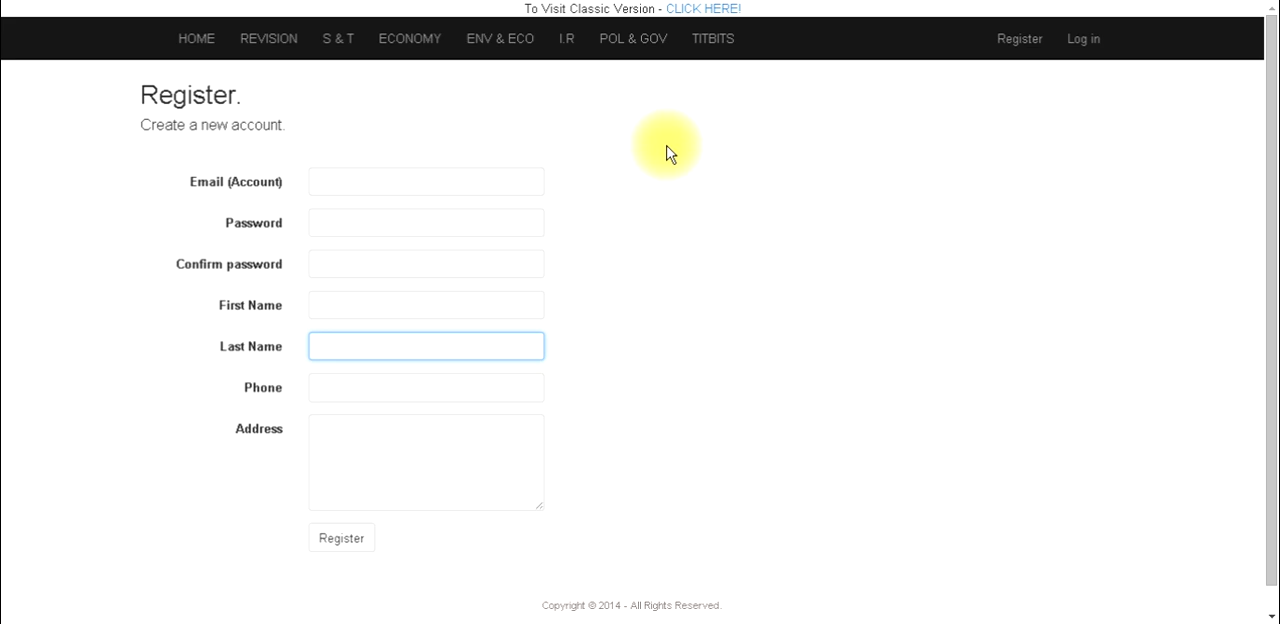 To Visit Classic Version - CLICK HERE!
HOME REVISION S & T ECONOMY ENV & ECO I.R POL & GOV TITBITS Register Log in
Register.
Create a new account.
Email (Account)
Password
Confirm password
First Name
Last Name
Phone
Address
Register
Copyright © 2014 - All Rights Reserved.